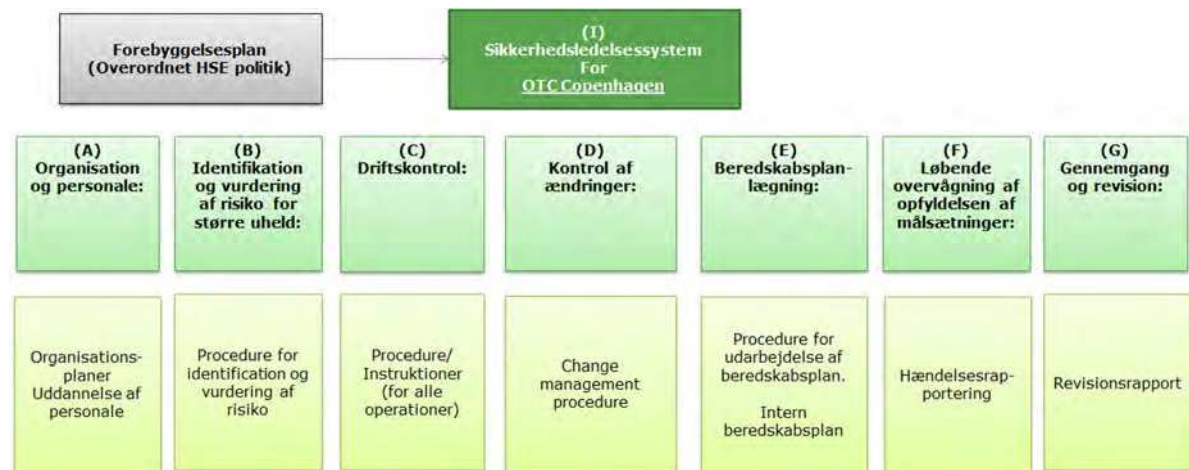 Forebyggelsesplan
(Overordnet HSE politik)
(I)
Sikkerhedsledelsessystem
For
OTC Copenhagen
(A)
Organisation
og personale:
(B)
Identifikation
og vurdering
af risiko for
større uheld:
(C)
Driftskontrol:
(D)
Kontrol af
ændringer:
(E)
Beredskabsplan-
lægning:
(F)
Løbende
overvågning af
opfyldelsen af
målsætninger:
(G)
Gennemgang
og revision:
Organisations-
planer
Uddannelse af
personale
Procedure for
identification og
vurdering af
risiko
Procedure/
Instruktioner
(for alle
operationer)
Change
management
procedure
Procedure for
udarbejdelse af
beredskabsplan.
Intern
beredskabsplan
Hændelsesrap-
portering
Revisionsrapport